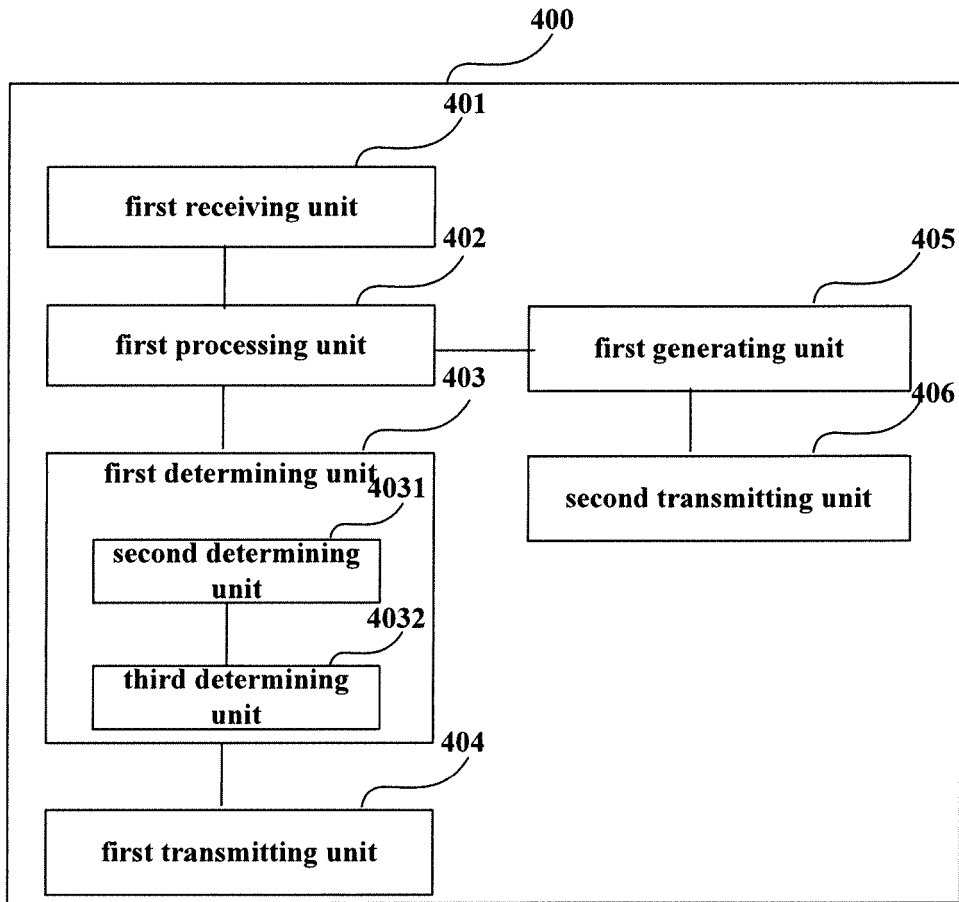 400
401
first receiving unit
402
405
first processing unit
first generating unit
403
406
first determining unit
4031
second transmitting unit
second determining
unit
4032
third determining
unit
404
first transmitting unit